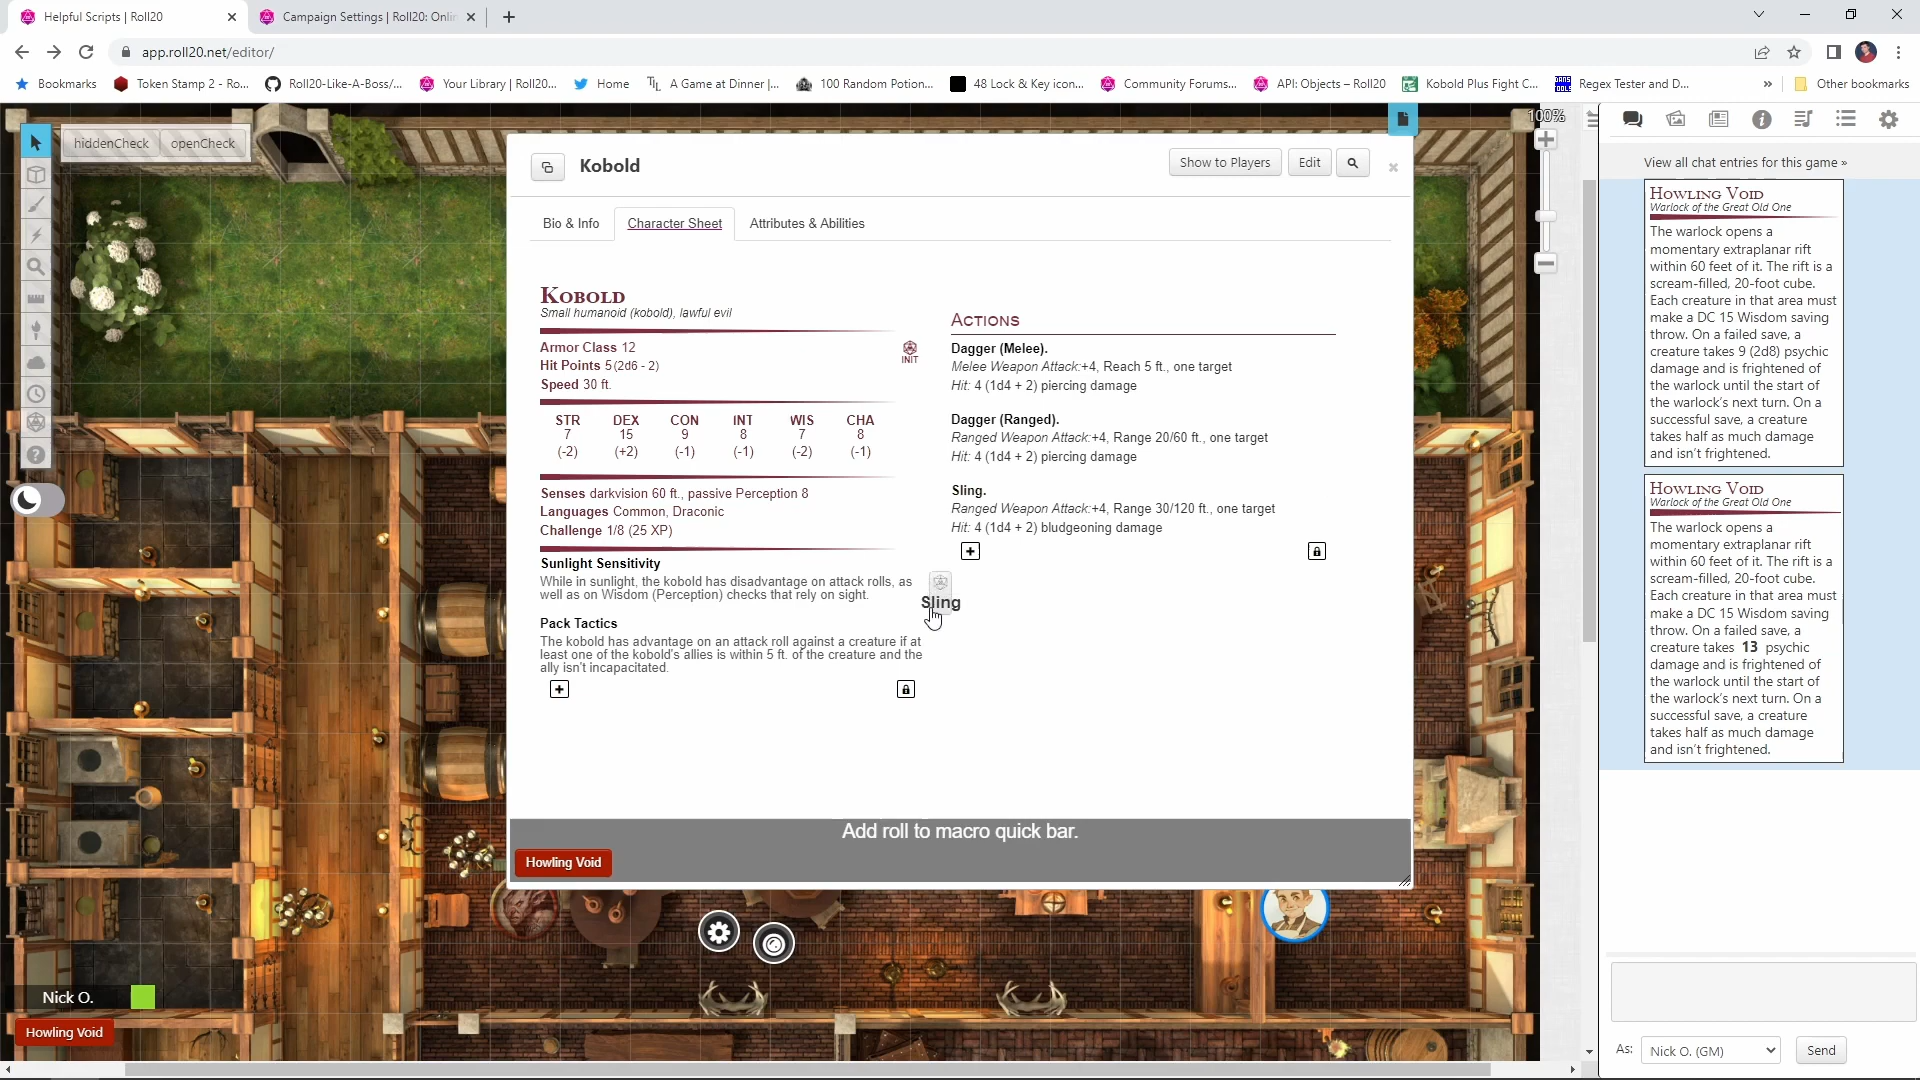 Helpful Scripts | Roll20
Campaign Settings | Roll20: Onli
app.roll20.net/editor/
Bookmarks
Token Stamp 2 - Ro...
Roll20-Like-A-Boss/...
Your Library | Roll20...
Home
A Game at Dinner |...
100 Random Potion...
48 Lock & Key icon...
Community Forums...
API: Objects – Roll20
Kobold Plus Fight C...
Regex Tester and D...
»
Other bookmarks
hiddenCheck
openCheck
100%
Kobold
Show to Players
Edit
Bio & Info
Character Sheet
Attributes & Abilities
Kobold
Small humanoid (kobold), lawful evil
Armor Class 12
Hit Points 5 (2d6 - 2)
Speed 30 ft.
INIT
STR DEX CON INT WIS CHA
7 15 9 8 7 8
(-2) (+2) (-1) (-1) (-2) (-1)
Senses darkvision 60 ft., passive Perception 8
Languages Common, Draconic
Challenge 1/8 (25 XP)
Sunlight Sensitivity
While in sunlight, the kobold has disadvantage on attack rolls, as
well as on Wisdom (Perception) checks that rely on sight.
Pack Tactics
The kobold has advantage on an attack roll against a creature if at
least one of the kobold's allies is within 5 ft. of the creature and the
ally isn't incapacitated.
Actions
Dagger (Melee).
Melee Weapon Attack:+4, Reach 5 ft., one target
Hit: 4 (1d4 + 2) piercing damage
Dagger (Ranged).
Ranged Weapon Attack:+4, Range 20/60 ft., one target
Hit: 4 (1d4 + 2) piercing damage
Sling.
Ranged Weapon Attack:+4, Range 30/120 ft., one target
Hit: 4 (1d4 + 2) bludgeoning damage
Sling
Add roll to macro quick bar.
Howling Void
Nick O.
Howling Void
View all chat entries for this game »
Howling Void
Warlock of the Great Old One
The warlock opens a
momentary extraplanar rift
within 60 feet of it. The rift is a
scream-filled, 20-foot cube.
Each creature in that area must
make a DC 15 Wisdom saving
throw. On a failed save, a
creature takes 9 (2d8) psychic
damage and is frightened of
the warlock until the start of
the warlock's next turn. On a
successful save, a creature
takes half as much damage
and isn't frightened.
Howling Void
Warlock of the Great Old One
The warlock opens a
momentary extraplanar rift
within 60 feet of it. The rift is a
scream-filled, 20-foot cube.
Each creature in that area must
make a DC 15 Wisdom saving
throw. On a failed save, a
creature takes 13 psychic
damage and is frightened of
the warlock until the start of
the warlock's next turn. On a
successful save, a creature
takes half as much damage
and isn't frightened.
As:
Nick O. (GM)
Send